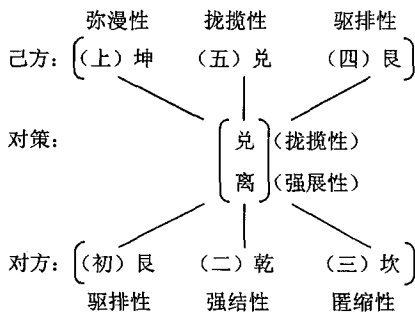 弥漫性 拢揽性 驱排性
己方：（上）坤 （五）兑 （四）艮
对策： 兑（拢揽性）
离（强展性）
对方：（初）艮 （二）乾 （三）坎
驱排性 强结性 匿缩性